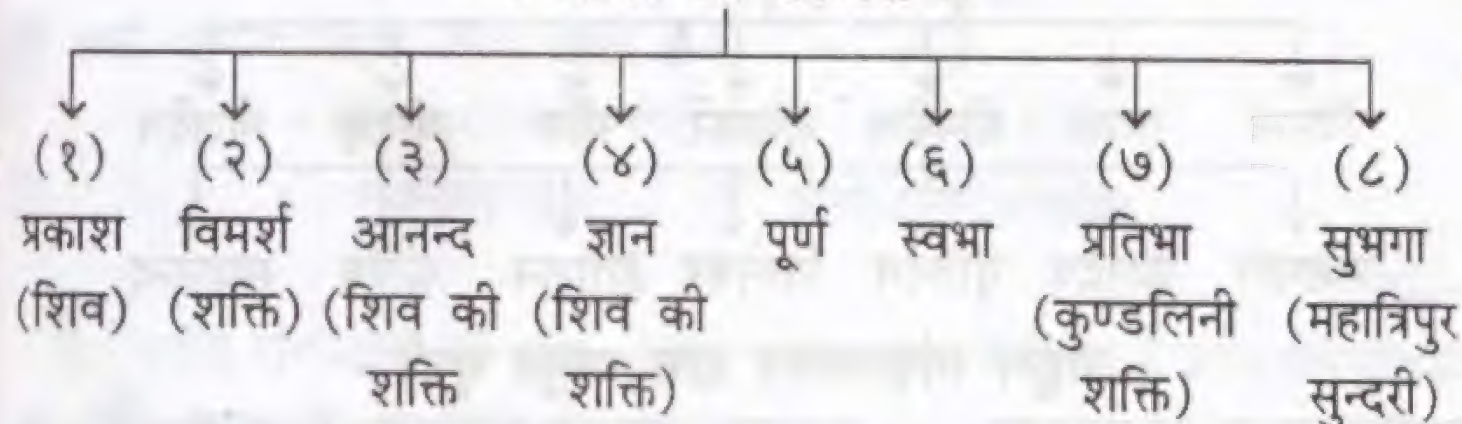 (१) (२) (३) (४) (५) (६) (७) (८)
प्रकाश विमर्श आनन्द ज्ञान पूर्ण स्वभा प्रतिभा सुभगा
(शिव) (शक्ति) (शिव की (शिव की (कुण्डलिनी (महात्रिपुर
शक्ति शक्ति) शक्ति) सुन्दरी)